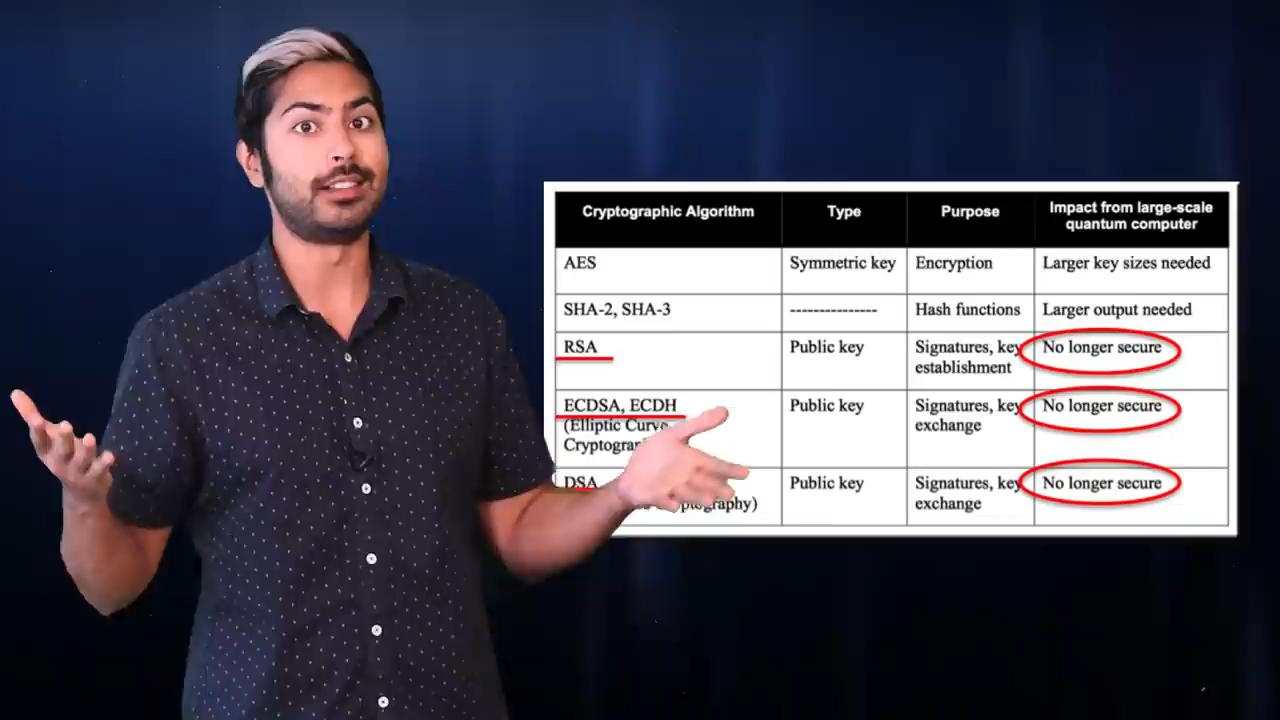 Cryptographic Algorithm Type Purpose Impact from large-scale
quantum computer
AES Symmetric key Encryption Larger key sizes needed
SHA-2, SHA-3 --------------- Hash functions Larger output needed
RSA Public key Signatures, key No longer secure
establishment
ECDSA, ECDH Public key Signatures, key No longer secure
(Elliptic Curve
exchange
DSA Public key Signatures, key No longer secure
exchange